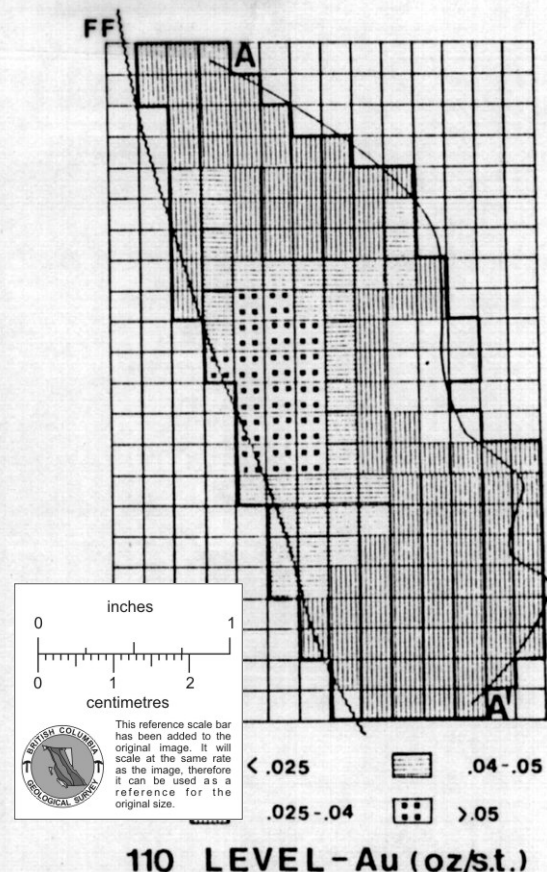 FF
A
inches
0 1
0 1 2
centimetres
This reference scale bar
has been added to the
original image. It will
scale at the same rate
as the image, therefore
it can be used as a
reference for the
original size.
BRITISH COLUMBIA
GEOLOGICAL SURVEY
A'
< .025 .04-.05
.025-.04 >.05
110 LEVEL-Au (oz/s.t.)